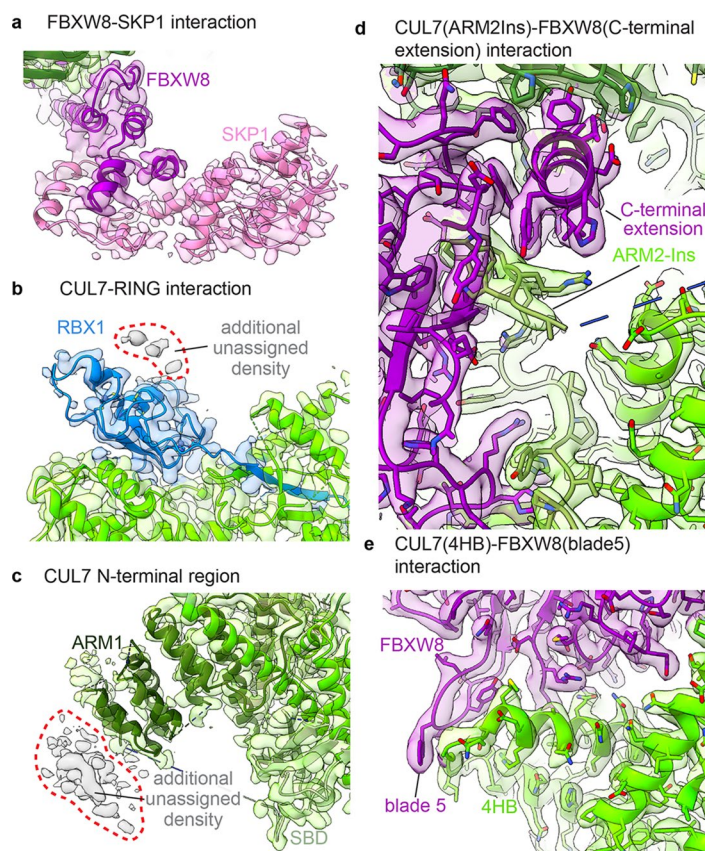 a FBXW8-SKP1 interaction
FBXW8
SKP1
b CUL7-RING interaction
RBX1
additional
unassigned
density
c CUL7 N-terminal region
ARM1
additional
unassigned
density
SBD
d CUL7(ARM2Ins)-FBXW8(C-terminal
extension) interaction
C-terminal
extension
ARM2-Ins
e CUL7(4HB)-FBXW8(blade5)
interaction
FBXW8
blade 5
4HB